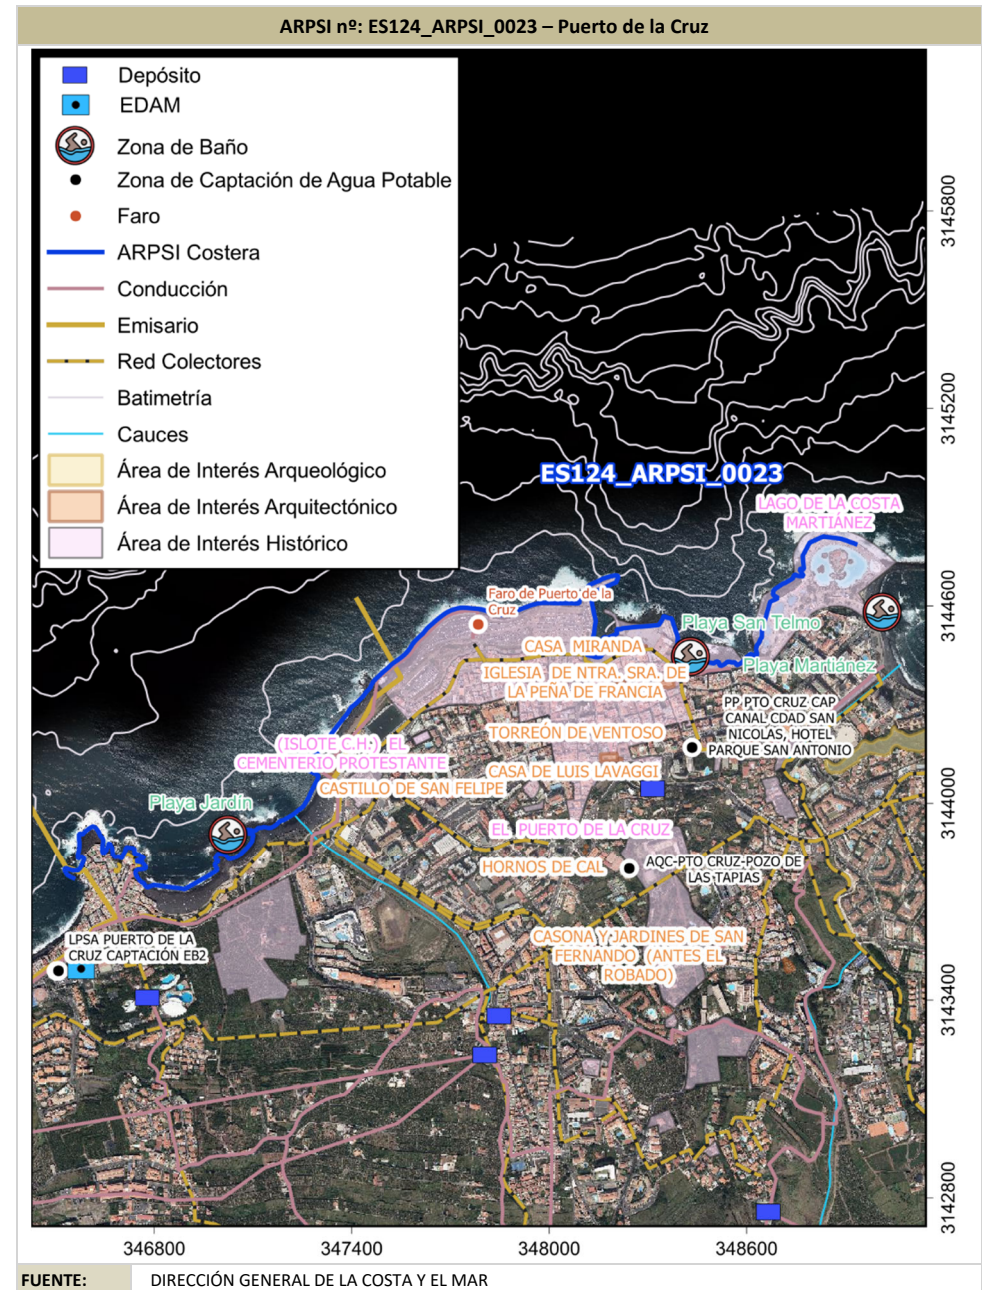 ARPSI nº: ES124_ARPSI_0023 – Puerto de la Cruz
Depósito
EDAM
Zona de Baño
Zona de Captación de Agua Potable
Faro
ARPSI Costera
Conducción
Emisario
Red Colectores
Batimetría
Cauces
Área de Interés Arqueológico
Área de Interés Arquitectónico
Área de Interés Histórico
3145800
3145200
3144600
3144000
3143400
3142800
ES124_ARPSI_0023
LAGO DE LA COSTA
MARTIÁNEZ
Faro de Puerto de la
Cruz
Playa San Telmo
CASA MIRANDA
Playa Martiánez
IGLESIA DE NTRA. SRA. DE
LA PEÑA DE FRANCIA
PP PTO CRUZ CAP
CANAL CDAD SAN
NICOLAS, HOTEL
PARQUE SAN ANTONIO
TORREÓN DE VENTOSO
(ISLOTE C.H.) EL
CEMENTERIO PROTESTANTE
CASA DE LUIS LAVAGGI
CASTILLO DE SAN FELIPE
Playa Jardín
EL PUERTO DE LA CRUZ
HORNOS DE CAL
AQC-PTO CRUZ-POZO DE
LAS TAPIAS
CASONA Y JARDINES DE SAN
FERNANDO (ANTES EL
ROBADO)
LPSA PUERTO DE LA
CRUZ CAPTACIÓN EB2
346800
347400
348000
348600
FUENTE:
DIRECCIÓN GENERAL DE LA COSTA Y EL MAR